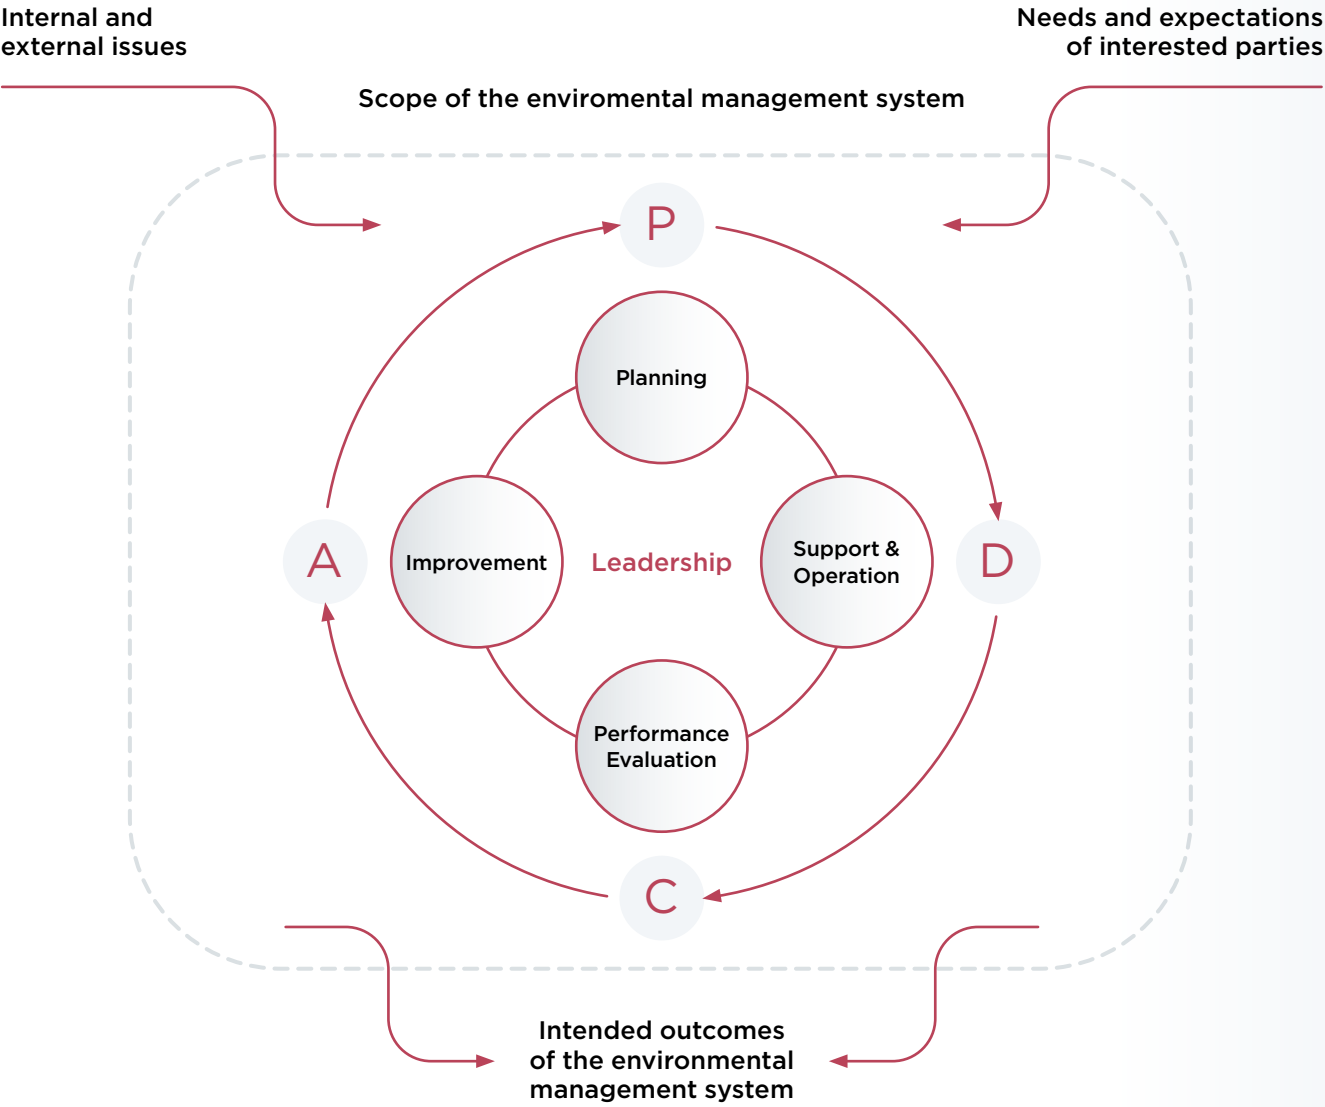 Internal and
external issues
Needs and expectations
of interested parties
Scope of the enviromental management system
P
Planning
A
Improvement
Leadership
Support &
Operation
D
Performance
Evaluation
C
Intended outcomes
of the environmental
management system